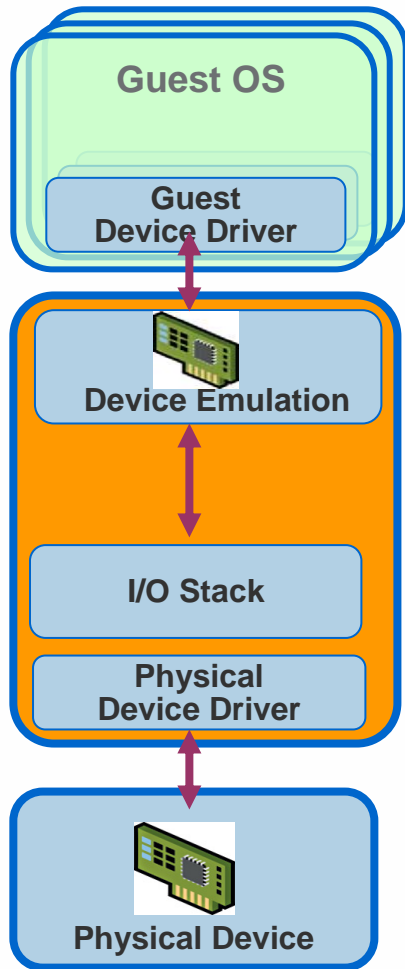 Guest OS
Guest
Device Driver
Device Emulation
I/O Stack
Physical
Device Driver
Physical Device